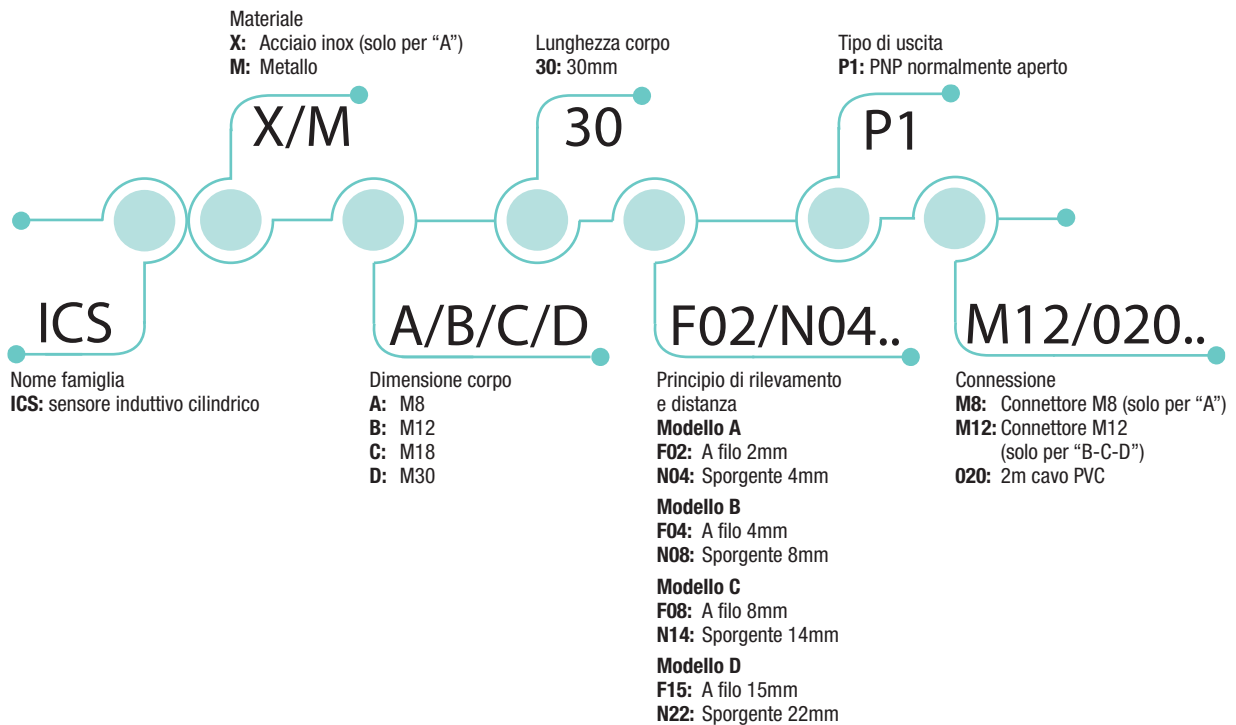 Materiale
X: Acciaio inox (solo per “A”)
M: Metallo
X/M
Lunghezza corpo
30: 30mm
30
Tipo di uscita
P1: PNP normalmente aperto
P1
ICS
Nome famiglia
ICS: sensore induttivo cilindrico
A/B/C/D
Dimensione corpo
A: M8
B: M12
C: M18
D: M30
F02/N04..
Principio di rilevamento
e distanza
Modello A
F02: A filo 2mm
N04: Sporgente 4mm
Modello B
F04: A filo 4mm
N08: Sporgente 8mm
Modello C
F08: A filo 8mm
N14: Sporgente 14mm
Modello D
F15: A filo 15mm
N22: Sporgente 22mm
M12/020..
Connessione
M8: Connettore M8 (solo per “A”)
M12: Connettore M12
(solo per “B-C-D”)
020: 2m cavo PVC